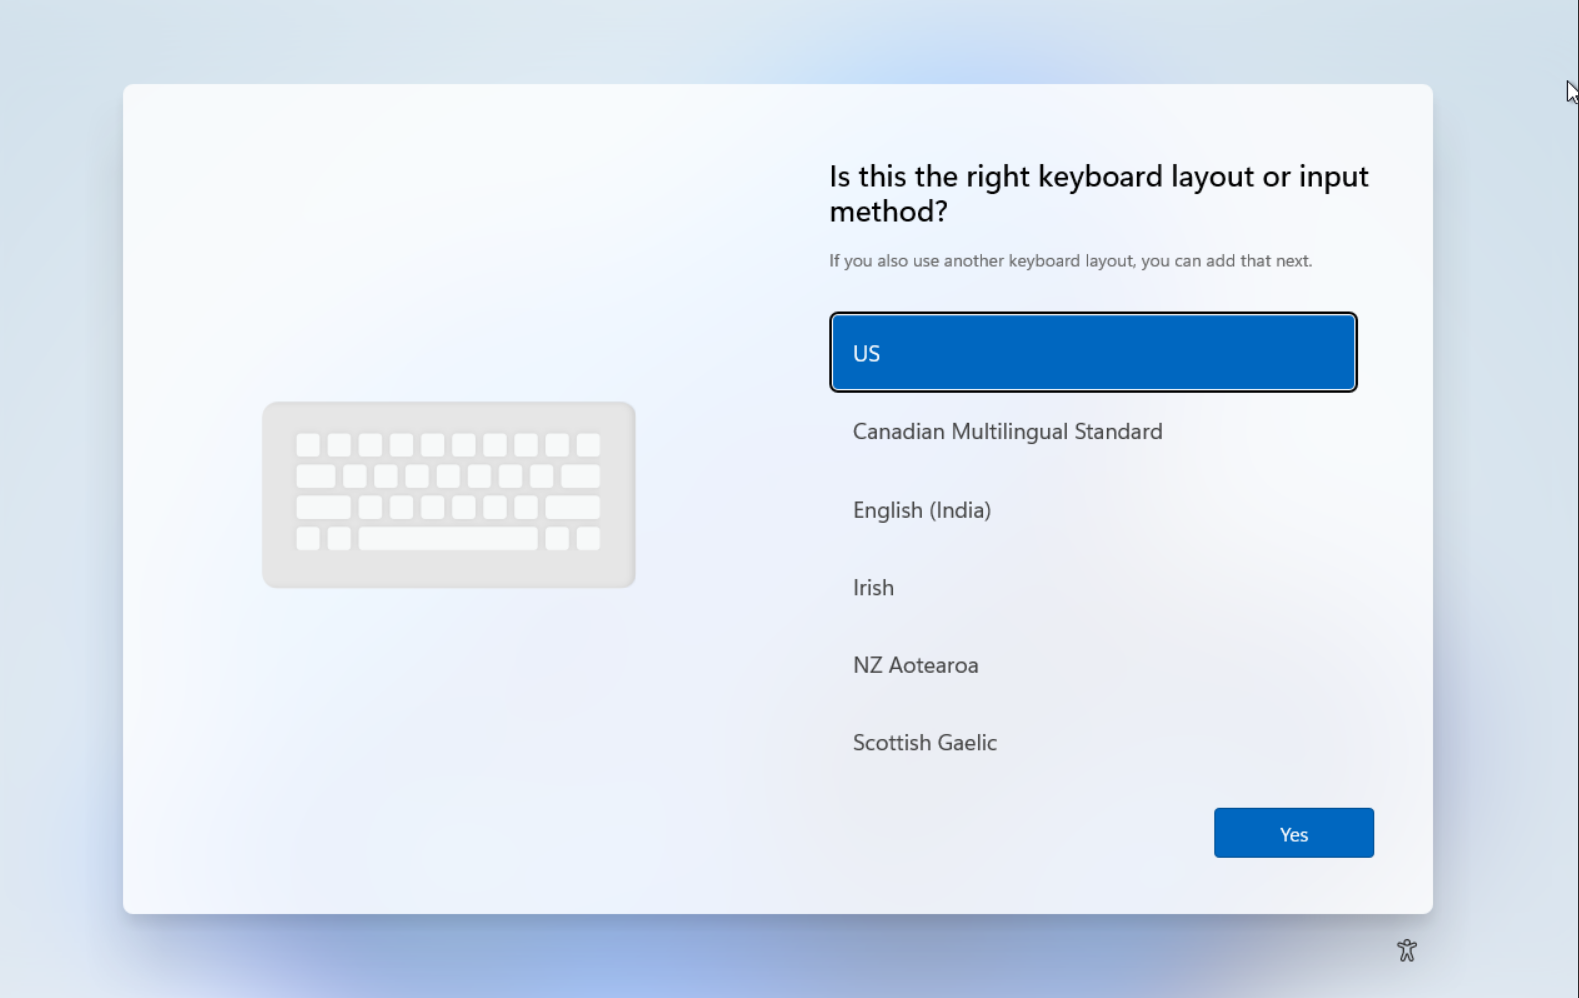 Is this the right keyboard layout or input
method?
If you also use another keyboard layout, you can add that next.
US
Canadian Multilingual Standard
English (India)
Irish
NZ Aotearoa
Scottish Gaelic
Yes